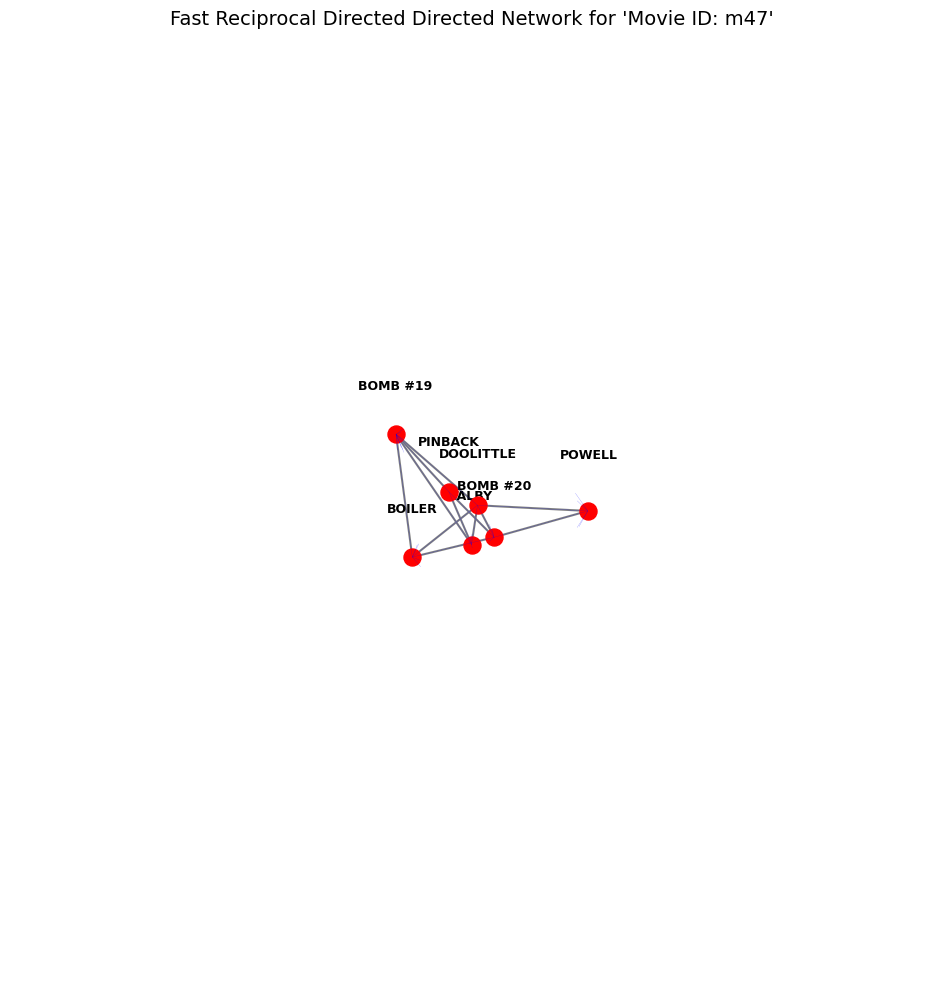 Fast Reciprocal Directed Directed Network for 'Movie ID: m47'
BOMB #19
PINBACK
DOOLITTLE
POWELL
BOMB #20
ALBY
BOILER